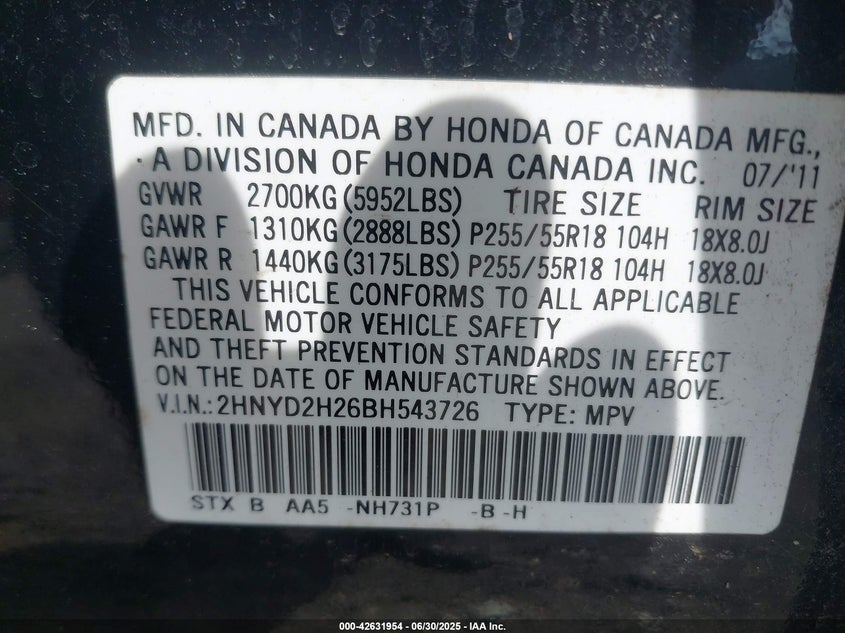 MFD. IN CANADA BY HONDA OF CANADA MFG.,
. A DIVISION OF HONDA CANADA INC. 07/'11
GVWR 2700KG(5952LBS) TIRE SIZE RIM SIZE
GAWR F 1310KG(2888LBS) P255/55R18 104H 18X8.0J
GAWR R 1440KG(3175LBS) P255/55R18 104H 18X8.0J
THIS VEHICLE CONFORMS TO ALL APPLICABLE
FEDERAL MOTOR VEHICLE SAFETY
AND THEFT PREVENTION STANDARDS IN EFFECT
ON THE DATE OF MANUFACTURE SHOWN ABOVE.
V.I.N.: 2HNYD2H26BH543726 TYPE: MPV
STX B AA5 -NH731P -B -H
000-42631954 - 06/30/2025 - IAA Inc.